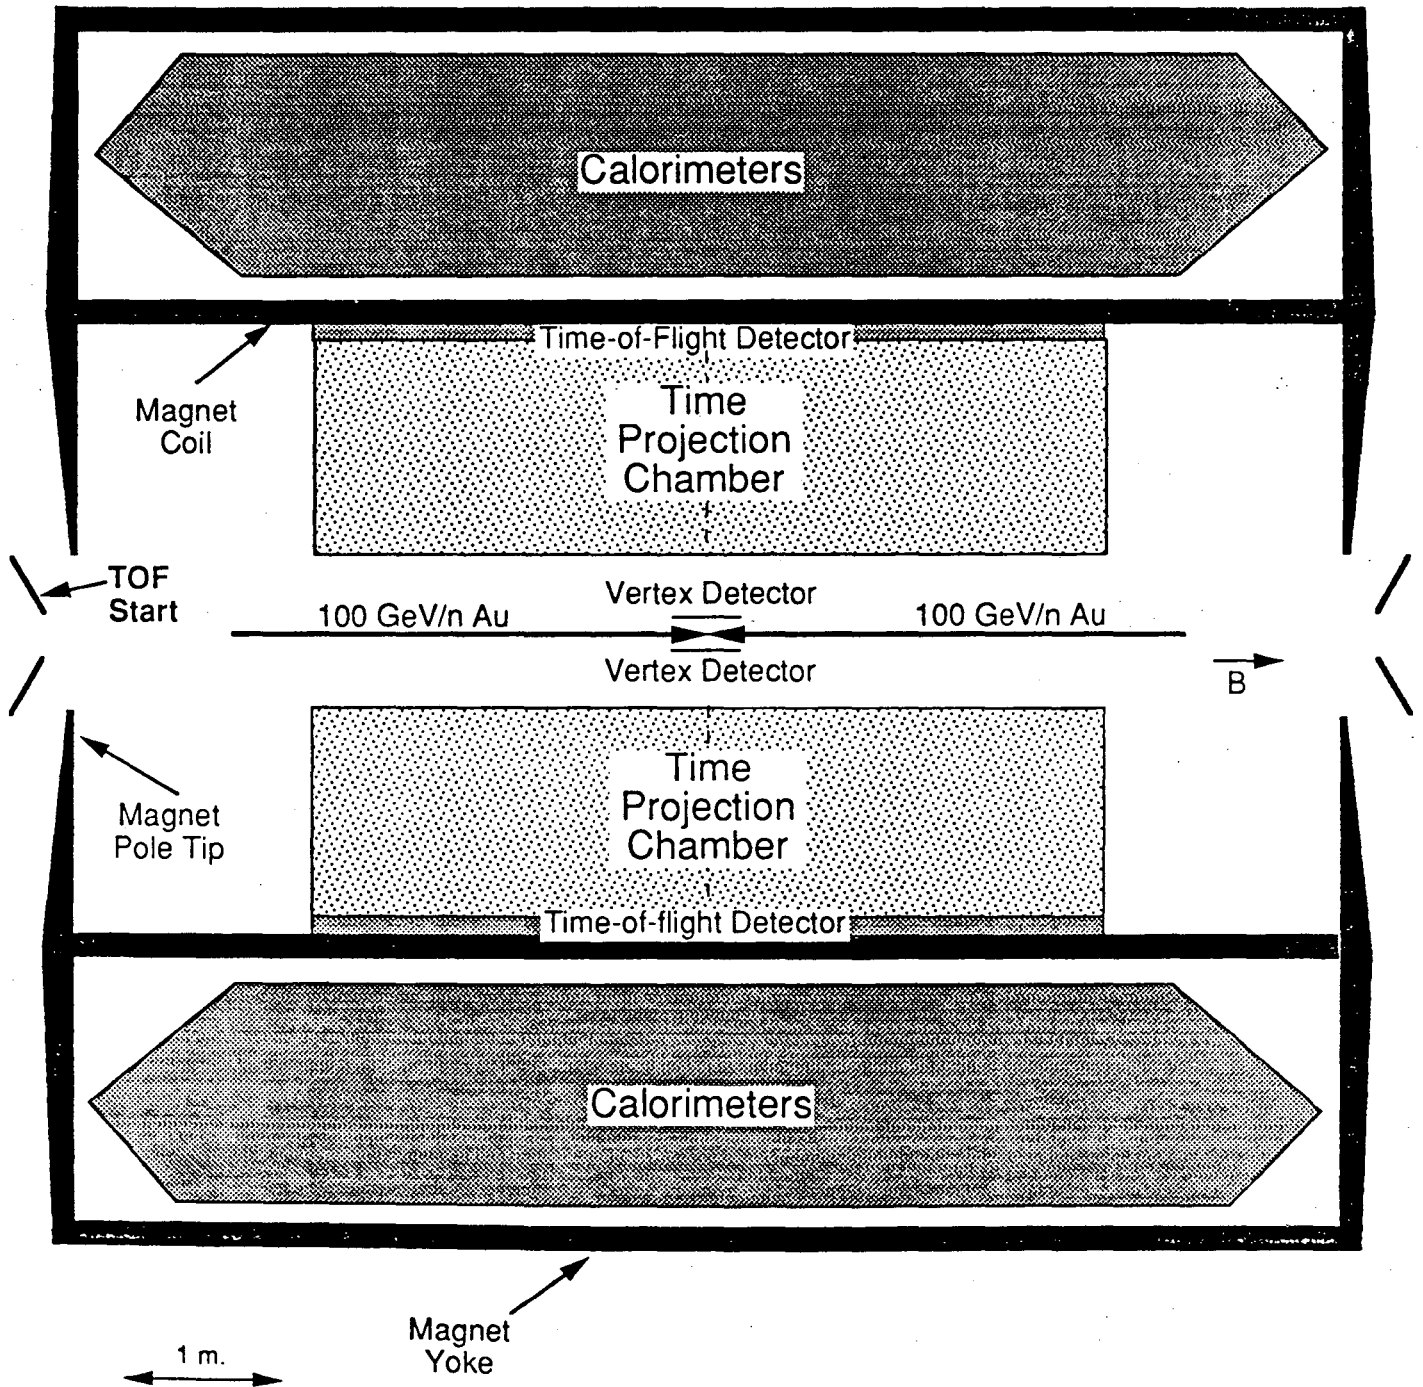 Calorimeters
Time-of-Flight Detector
Time
Projection
Chamber
Magnet
Coil
TOF
Start
Vertex Detector
100 GeV/n Au
100 GeV/n Au
Vertex Detector
B
Time
Projection
Chamber
Magnet
Pole Tip
Time-of-flight Detector
Calorimeters
Magnet
Yoke
1 m.